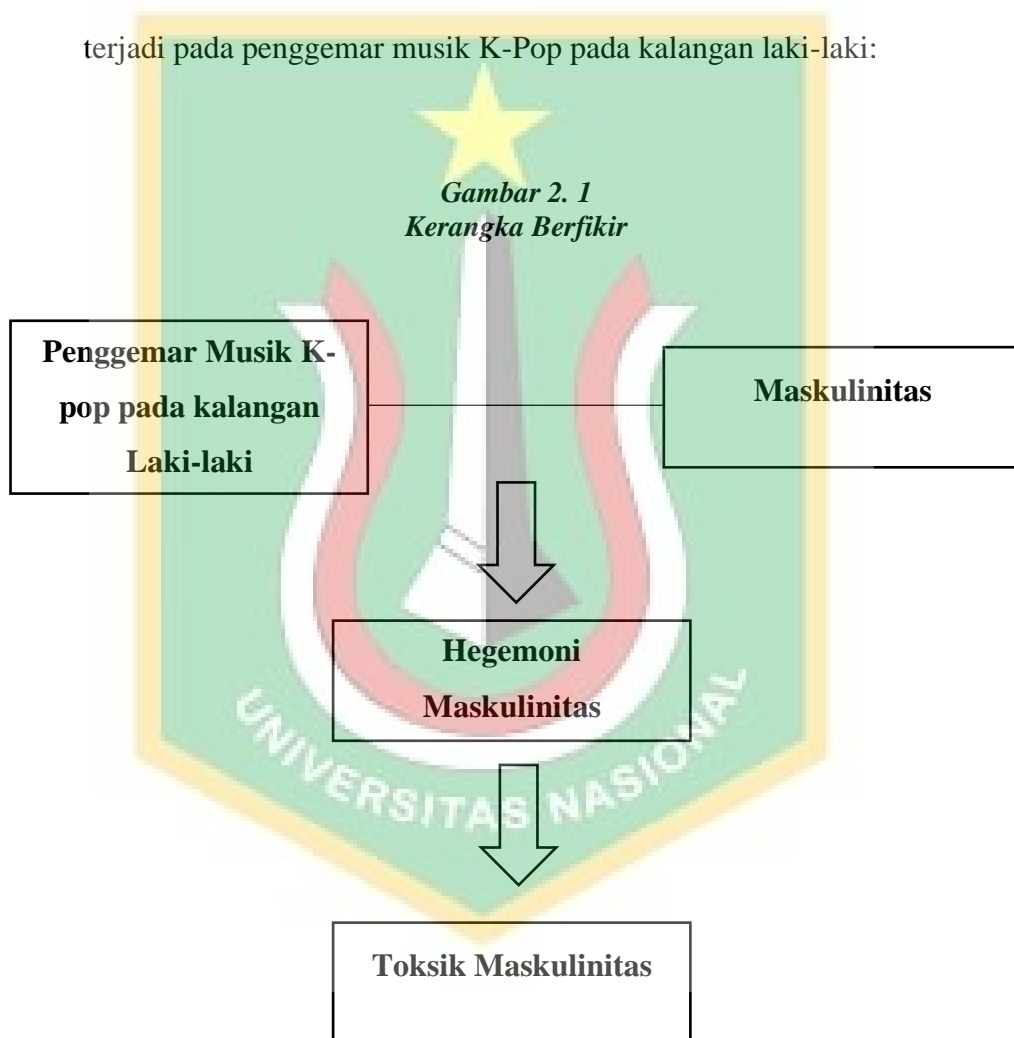 terjadi pada penggemar musik K-Pop pada kalangan laki-laki:
Gambar 2. 1
Kerangka Berfikir
Penggemar Musik K-
pop pada kalangan
Laki-laki
Maskulinitas
Hegemoni
Maskulinitas
UNIVERSITAS NASIONAL
Toksik Maskulinitas